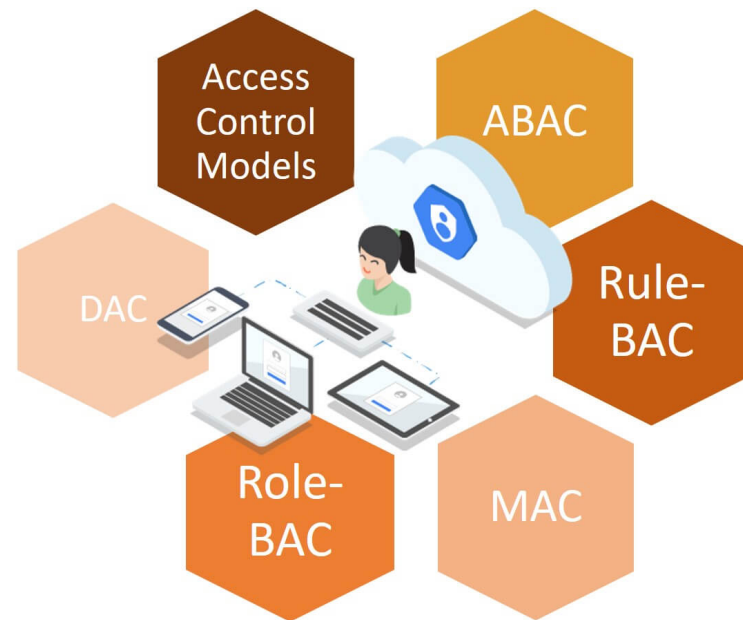 Access
Control
Models
ABAC
Rule-
BAC
MAC
Role-
BAC
DAC